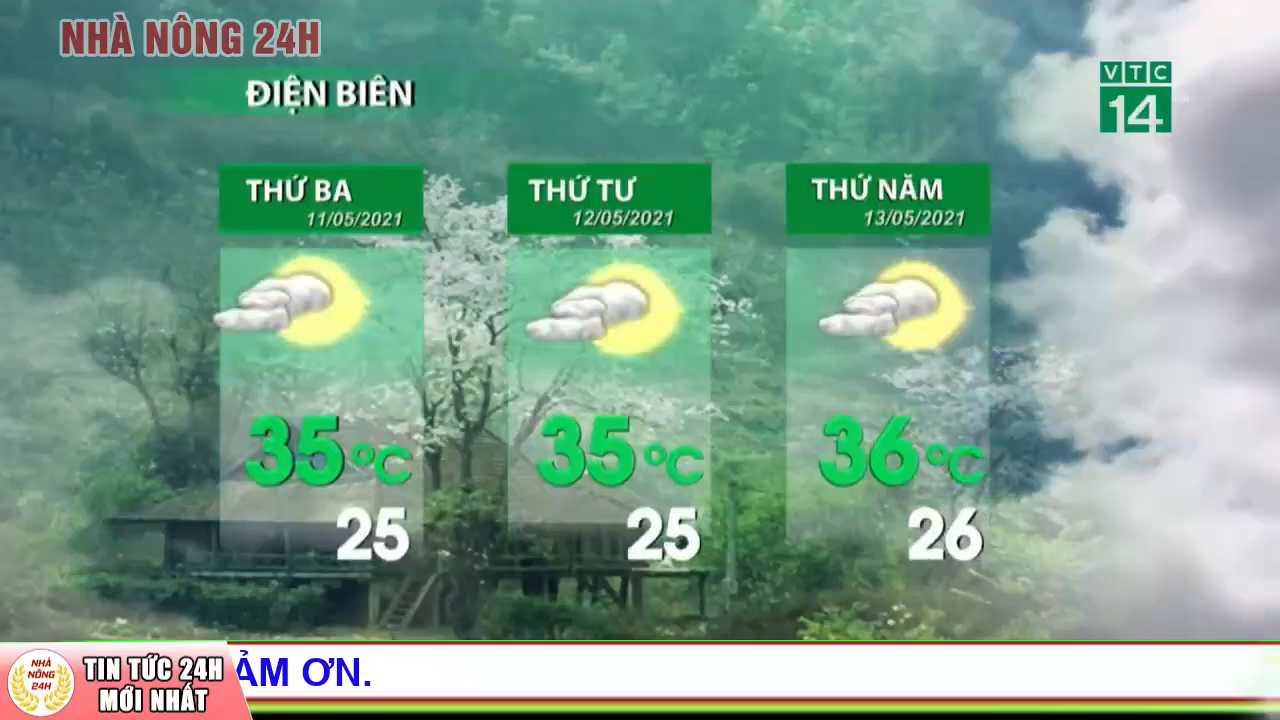 NHÀ NÔNG 24H
ĐIỆN BIÊN
VTC
14
THỨ BA
11/05/2021
THỨ TƯ
12/05/2021
THỨ NĂM
13/05/2021
35°C
35°C
36°C
25
25
26
NHÀ
NÔNG
24H
TIN TỨC 24H
MỚI NHẤT
ẢM ƠN.